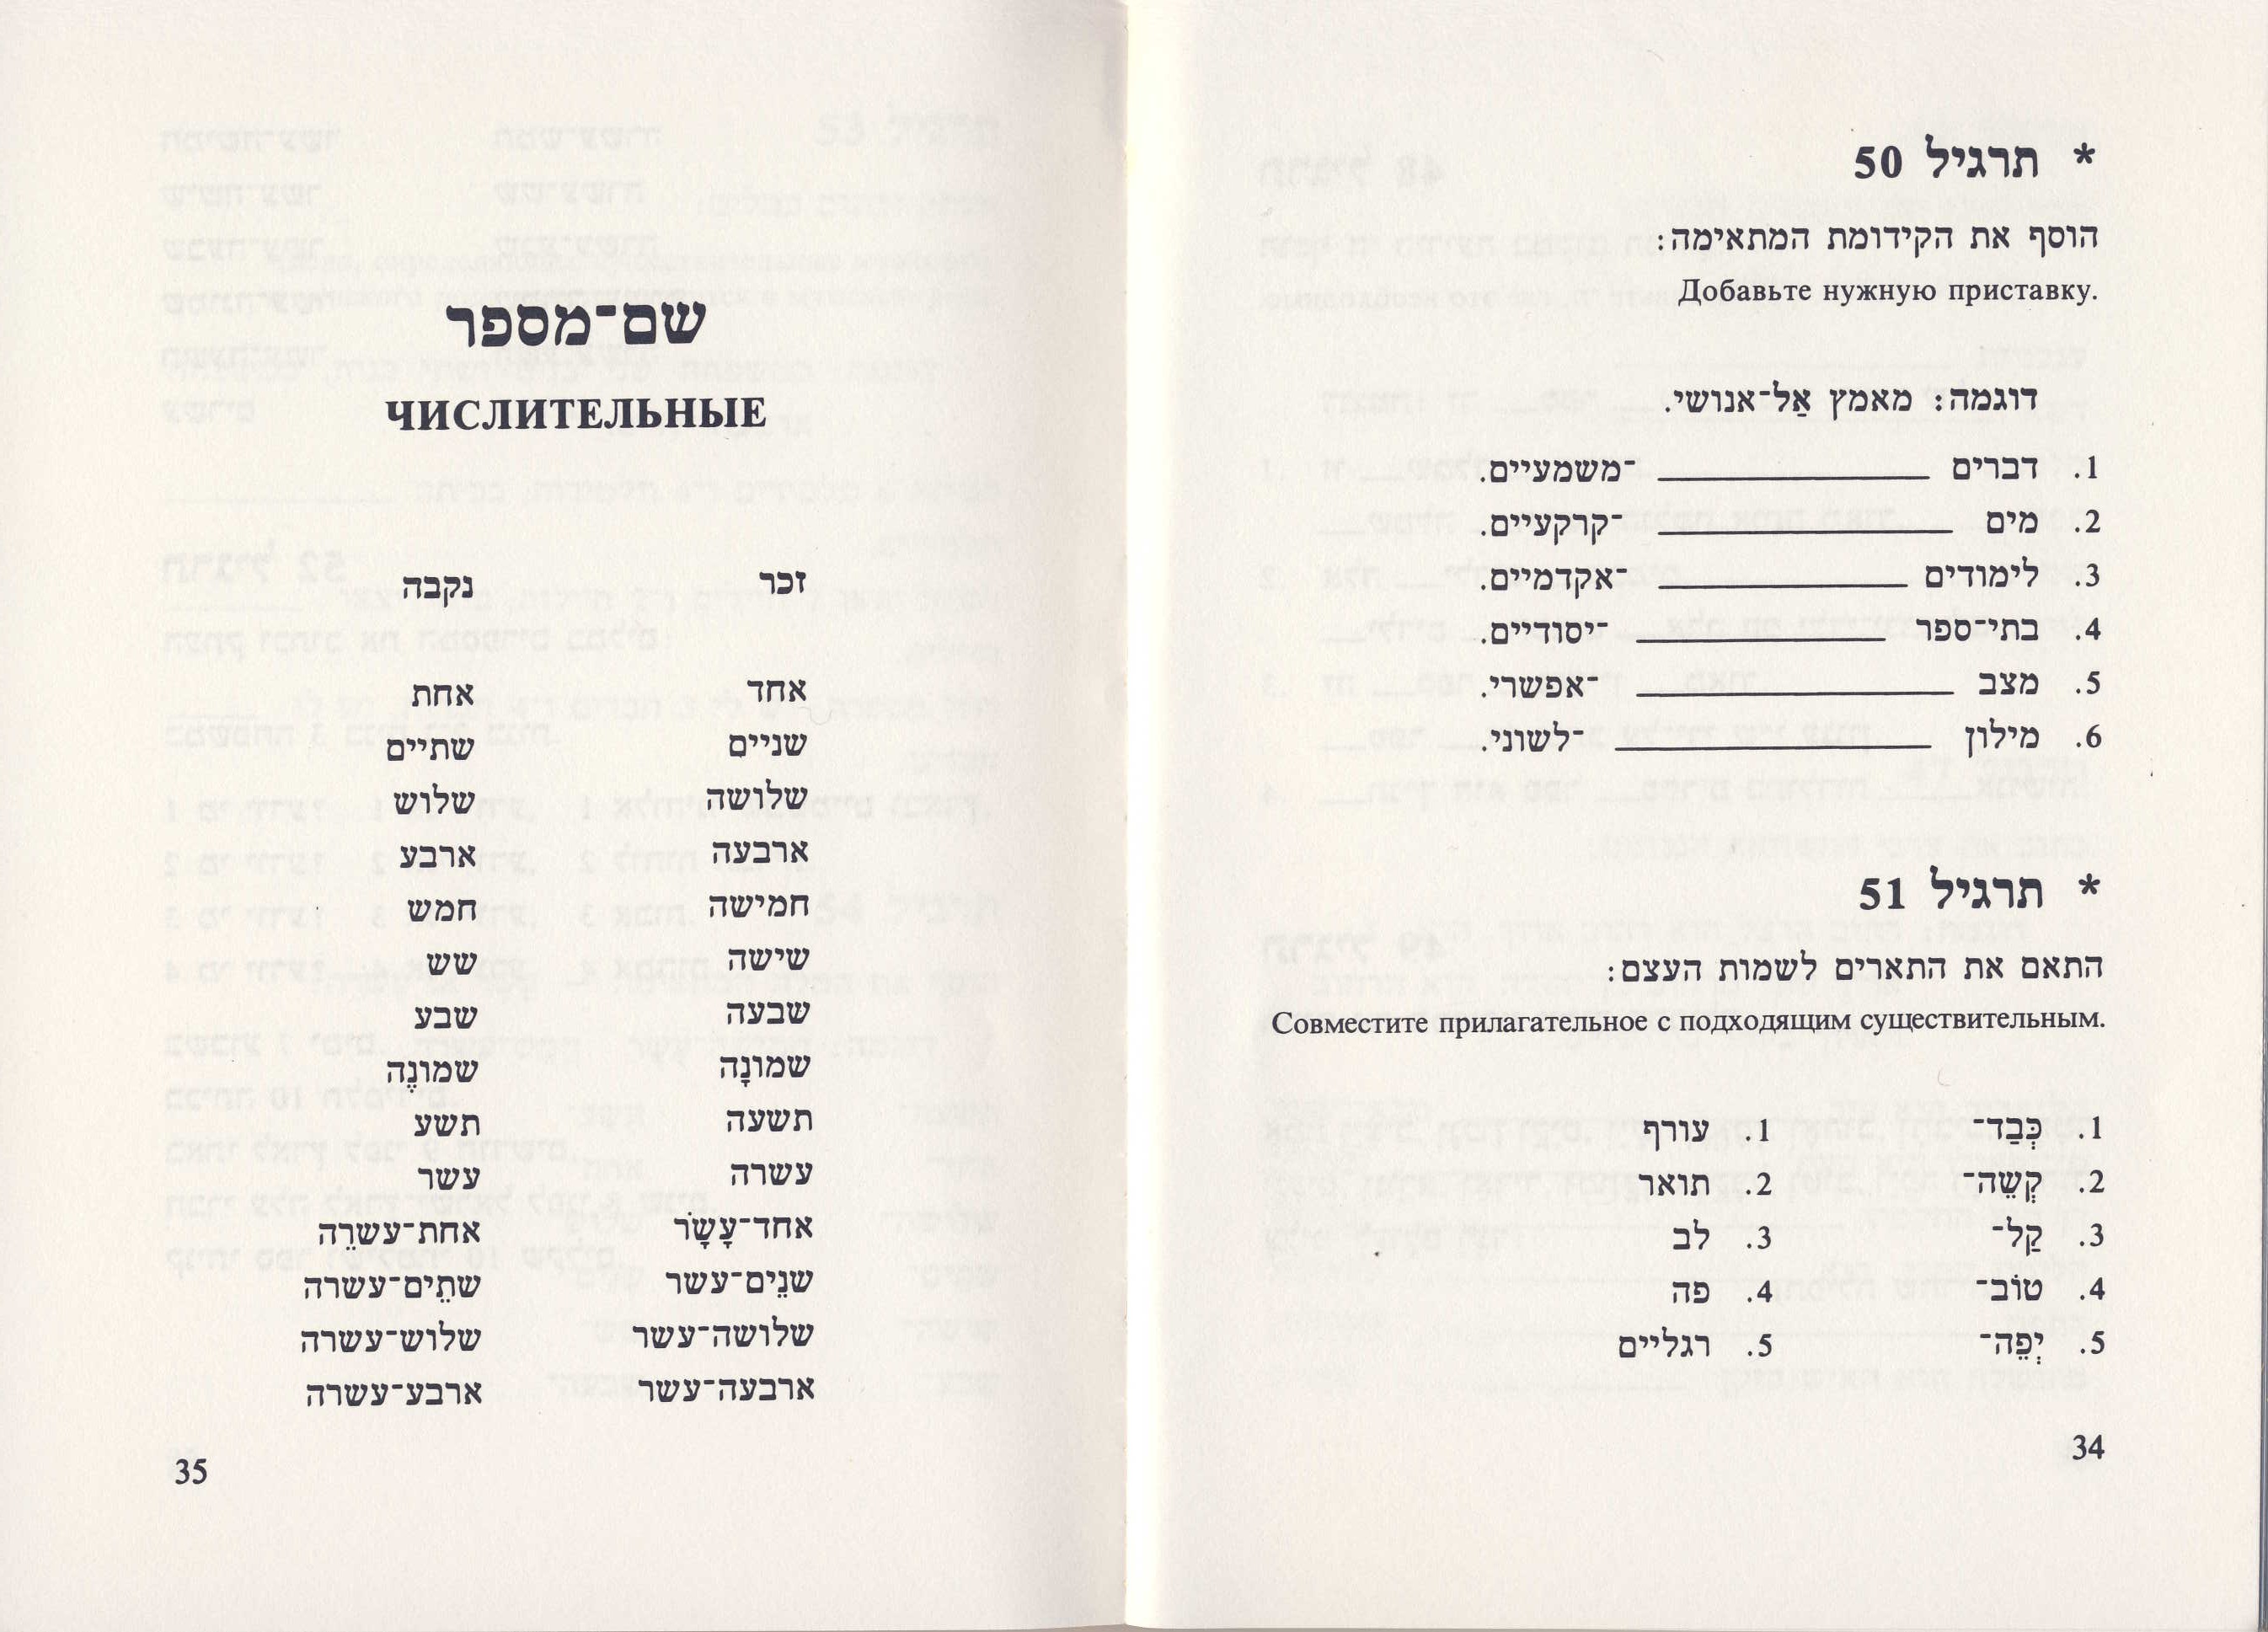 * תרגיל 50
הוסף את הקידומת המתאימה:
Добавьте нужную приставку.
דוגמה: מאמץ אַל־אנושי.
1. דברים ________ ־משמעיים.
2. מים ________ ־קרקעיים.
3. לימודים ________ ־אקדמיים.
4. בתי־ספר ________ ־יסודיים.
5. מצב ________ ־אפשרי.
6. מילון ________ ־לשוני.
* תרגיל 51
התאם את התארים לשמות העצם:
Совместите прилагательное с подходящим существительным.
1. כְּבַד־ 1. עורף
2. קְשֵׁה־ 2. תואר
3. קַל־ 3. לב
4. טוֹב־ 4. פה
5. יְפֵה־ 5. רגליים
34
שם־מספר
ЧИСЛИТЕЛЬНЫЕ
זכר נקבה
אחד אחת
שניים שתיים
שלושה שלוש
ארבעה ארבע
חמישה חמש
שישה שש
שבעה שבע
שמונָה שמונֶה
תשעה תשע
עשרה עשר
אחד־עָשָׂר אחת־עשרֵה
שנֵים־עשר שתֵים־עשרה
שלושה־עשר שלוש־עשרה
ארבעה־עשר ארבע־עשרה
35